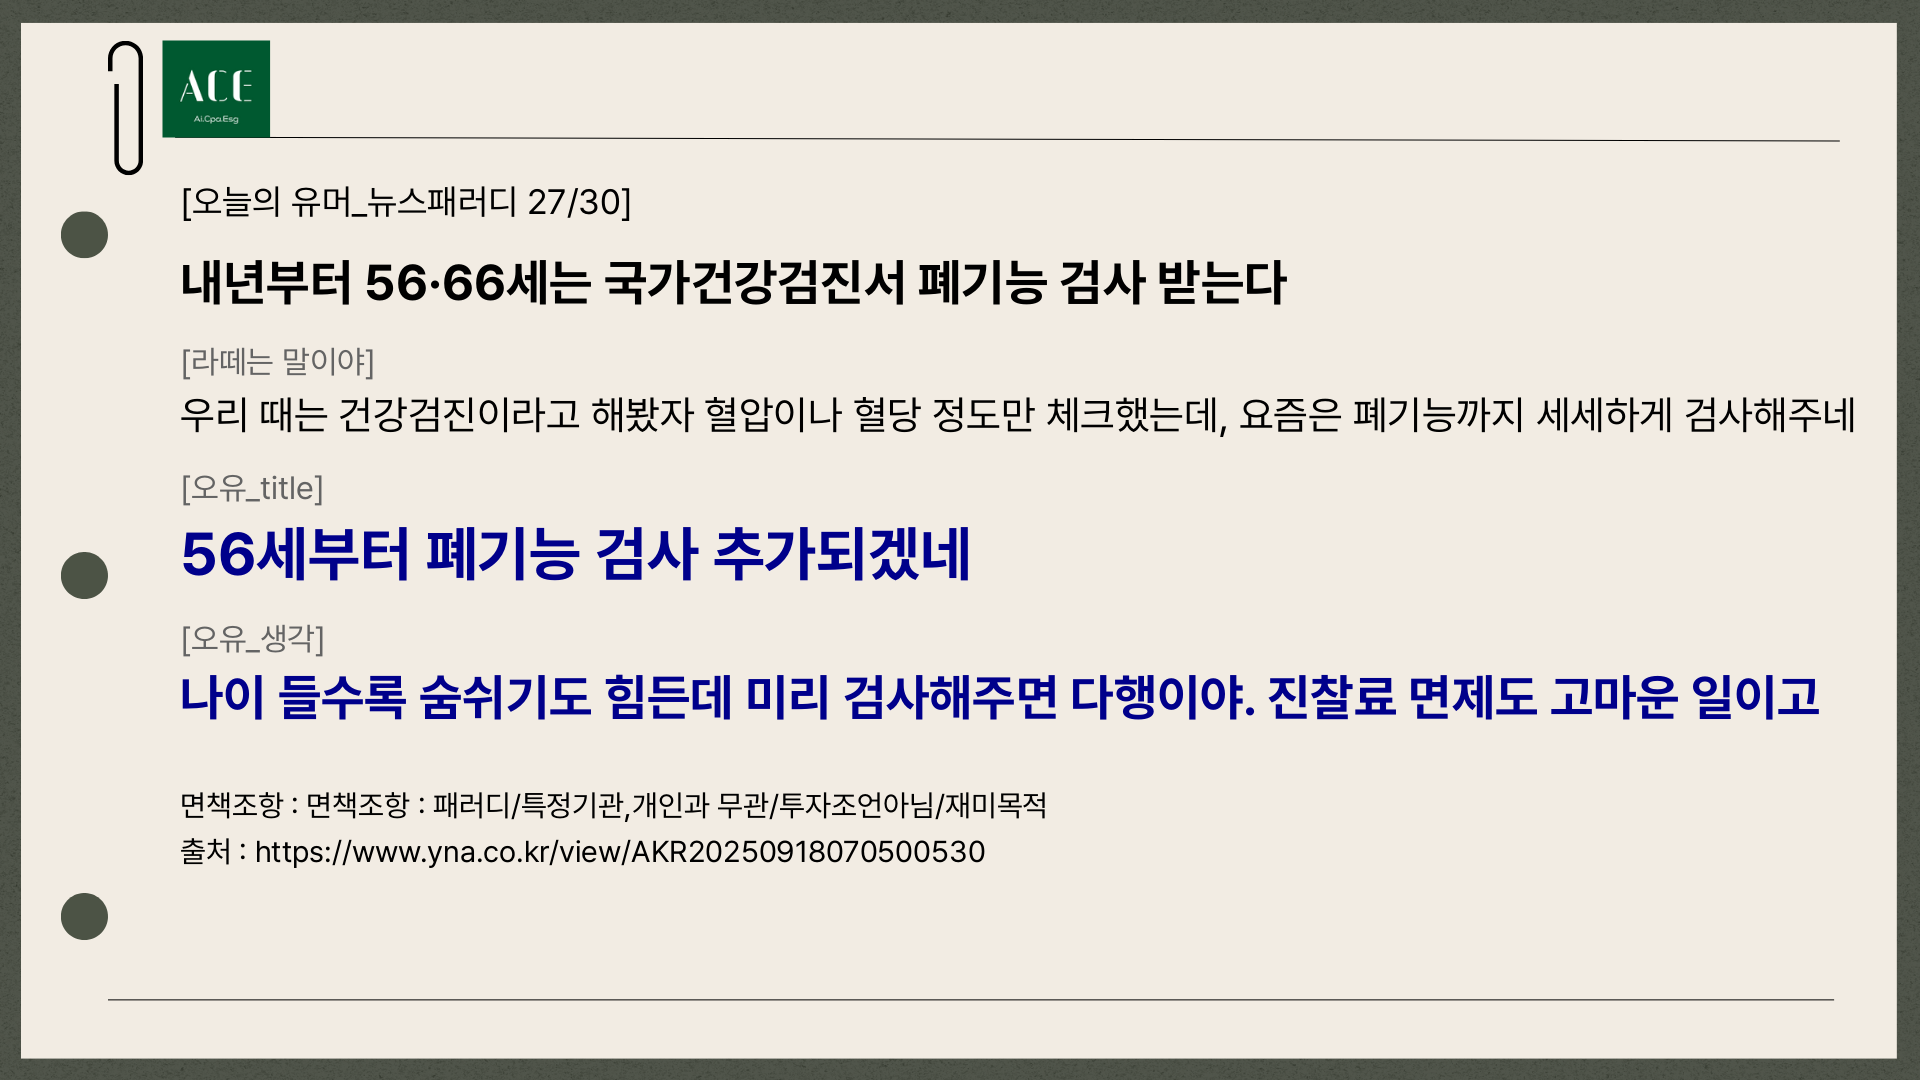 ACE
Ai.Cpa.Esg
[오늘의 유머_뉴스패러디 27/30]
내년부터 56·66세는 국가건강검진서 폐기능 검사 받는다
[라떼는 말이야]
우리 때는 건강검진이라고 해봤자 혈압이나 혈당 정도만 체크했는데, 요즘은 폐기능까지 세세하게 검사해주네
[오유_title]
56세부터 폐기능 검사 추가되겠네
[오유_생각]
나이 들수록 숨쉬기도 힘든데 미리 검사해주면 다행이야. 진찰료 면제도 고마운 일이고
면책조항 : 면책조항 : 패러디/특정기관,개인과 무관/투자조언아님/재미목적
출처 : https://www.yna.co.kr/view/AKR20250918070500530